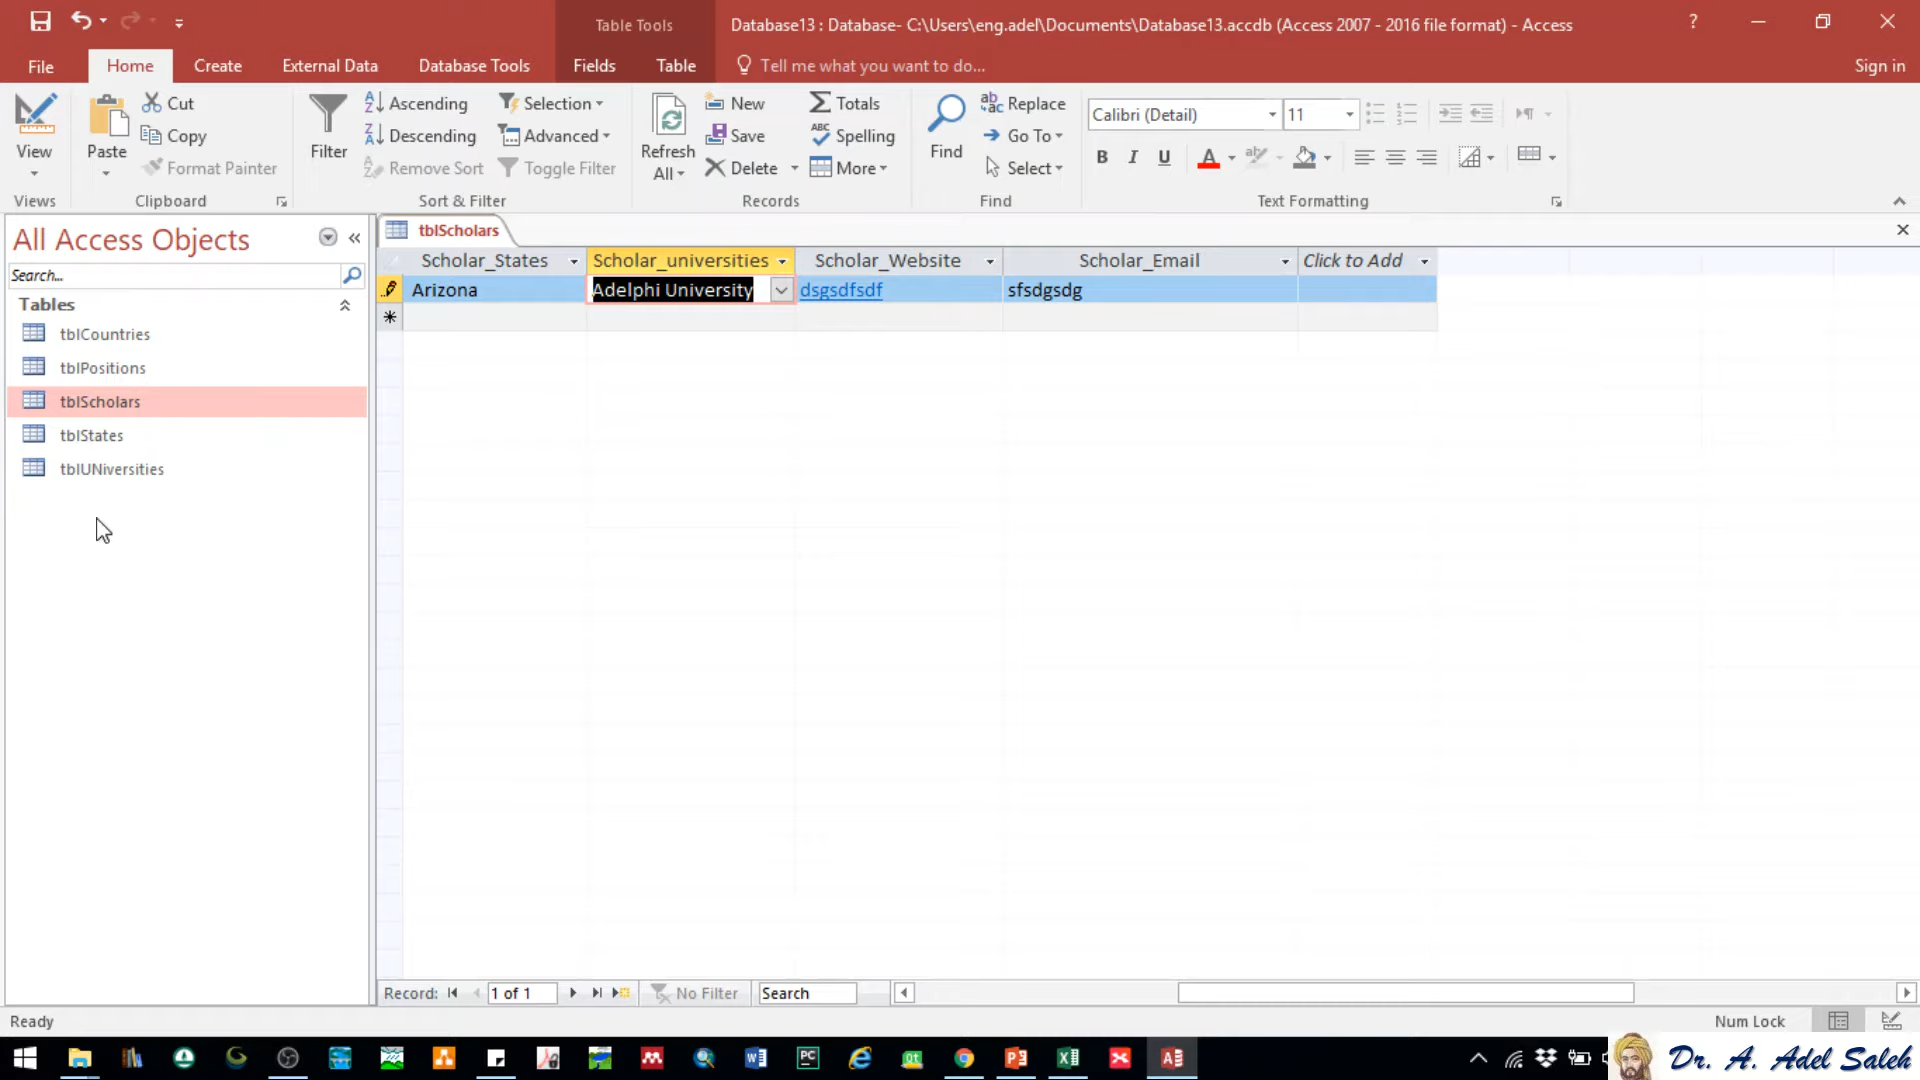 Table Tools
Database13 : Database- C:\Users\eng.adel\Documents\Database13.accdb (Access 2007 - 2016 file format) - Access
?
File
Home
Create
External Data
Database Tools
Fields
Table
Tell me what you want to do...
Sign in
View
Views
Paste
Cut
Copy
Format Painter
Clipboard
Filter
Ascending
Descending
Remove Sort
Selection
Advanced
Toggle Filter
Sort & Filter
Refresh
All
New
Save
Delete
Totals
Spelling
More
Records
Find
Replace
Go To
Select
Find
Calibri (Detail)
11
B I U
Text Formatting
All Access Objects
Search...
Tables
tblCountries
tblPositions
tblScholars
tblStates
tblUNiversities
tblScholars
Scholar_States Scholar_universities Scholar_Website Scholar_Email Click to Add
Arizona Adelphi University dsgsdfsdf sfsdgsdg
Record: 1 of 1 No Filter Search
Ready
Num Lock
Dr. A. Adel Saleh